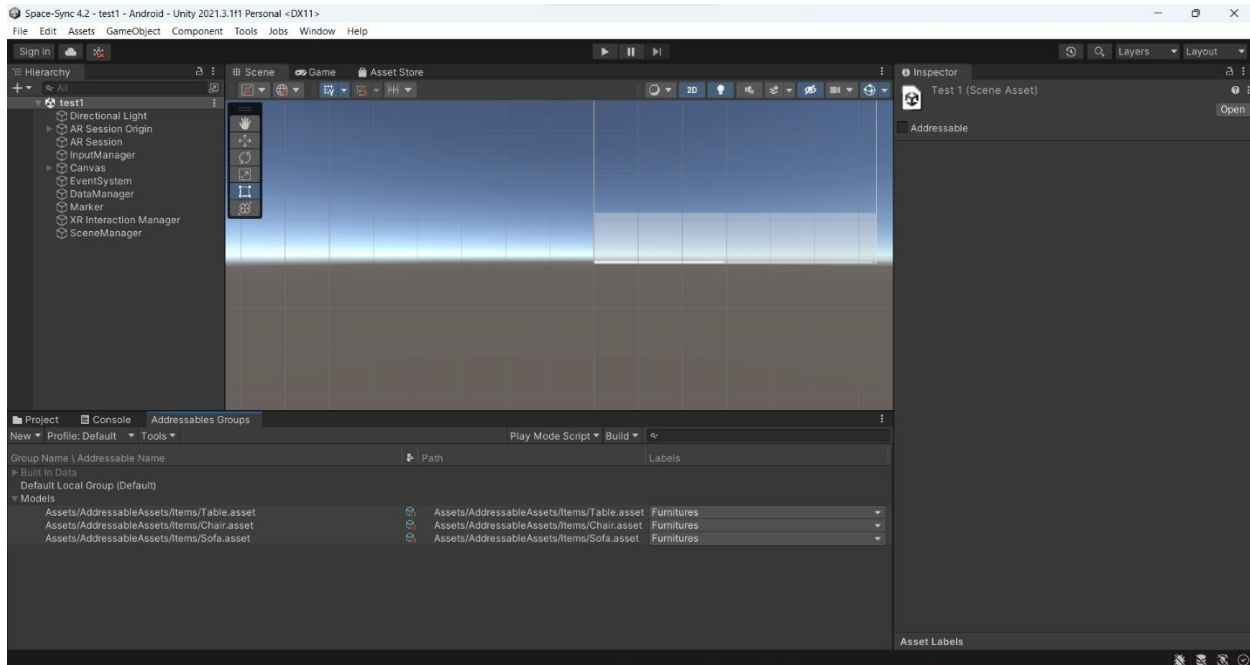 Space-Sync 4.2 - test1 - Android - Unity 2021.3.1f1 Personal <DX11>
File Edit Assets GameObject Component Tools Jobs Window Help
Sign in
Layers
Layout
Hierarchy
All
test1
Directional Light
AR Session Origin
AR Session
InputManager
Canvas
EventSystem
DataManager
Marker
XR Interaction Manager
SceneManager
Scene Game Asset Store
2D
Inspector
Test 1 (Scene Asset)
Open
Addressable
Project Console Addressables Groups
New Profile: Default Tools Play Mode Script Build
Group Name \ Addressable Name Path Labels
Built In Data
Default Local Group (Default)
Models
Assets/AddressableAssets/Items/Table.asset Assets/AddressableAssets/Items/Table.asset Furnitures
Assets/AddressableAssets/Items/Chair.asset Assets/AddressableAssets/Items/Chair.asset Furnitures
Assets/AddressableAssets/Items/Sofa.asset Assets/AddressableAssets/Items/Sofa.asset Furnitures
Asset Labels